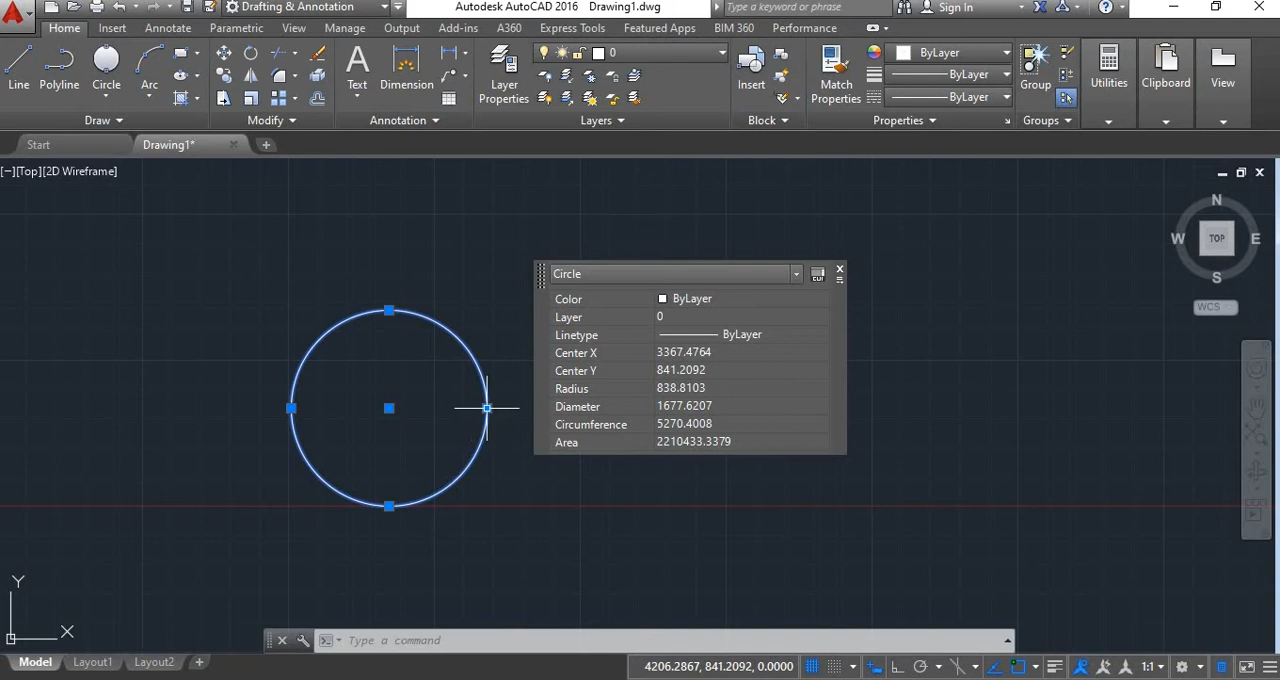 Drafting & Annotation
Autodesk AutoCAD 2016 Drawing1.dwg
Type a keyword or phrase
Sign In
Home Insert Annotate Parametric View Manage Output Add-ins A360 Express Tools Featured Apps BIM 360 Performance
0
ByLayer
ByLayer
ByLayer
Line Polyline Circle Arc
Text Dimension
Layer
Properties
Insert
Match
Properties
Group
Utilities
Clipboard
View
Draw Modify Annotation Layers Block Properties Groups
Start Drawing1*
[−][Top][2D Wireframe]
N
W TOP E
S
WCS
Circle
CUI
Color ByLayer
Layer 0
Linetype ByLayer
Center X 3367.4764
Center Y 841.2092
Radius 838.8103
Diameter 1677.6207
Circumference 5270.4008
Area 2210433.3379
Y
X
Type a command
Model Layout1 Layout2
4206.2867, 841.2092, 0.0000
1:1